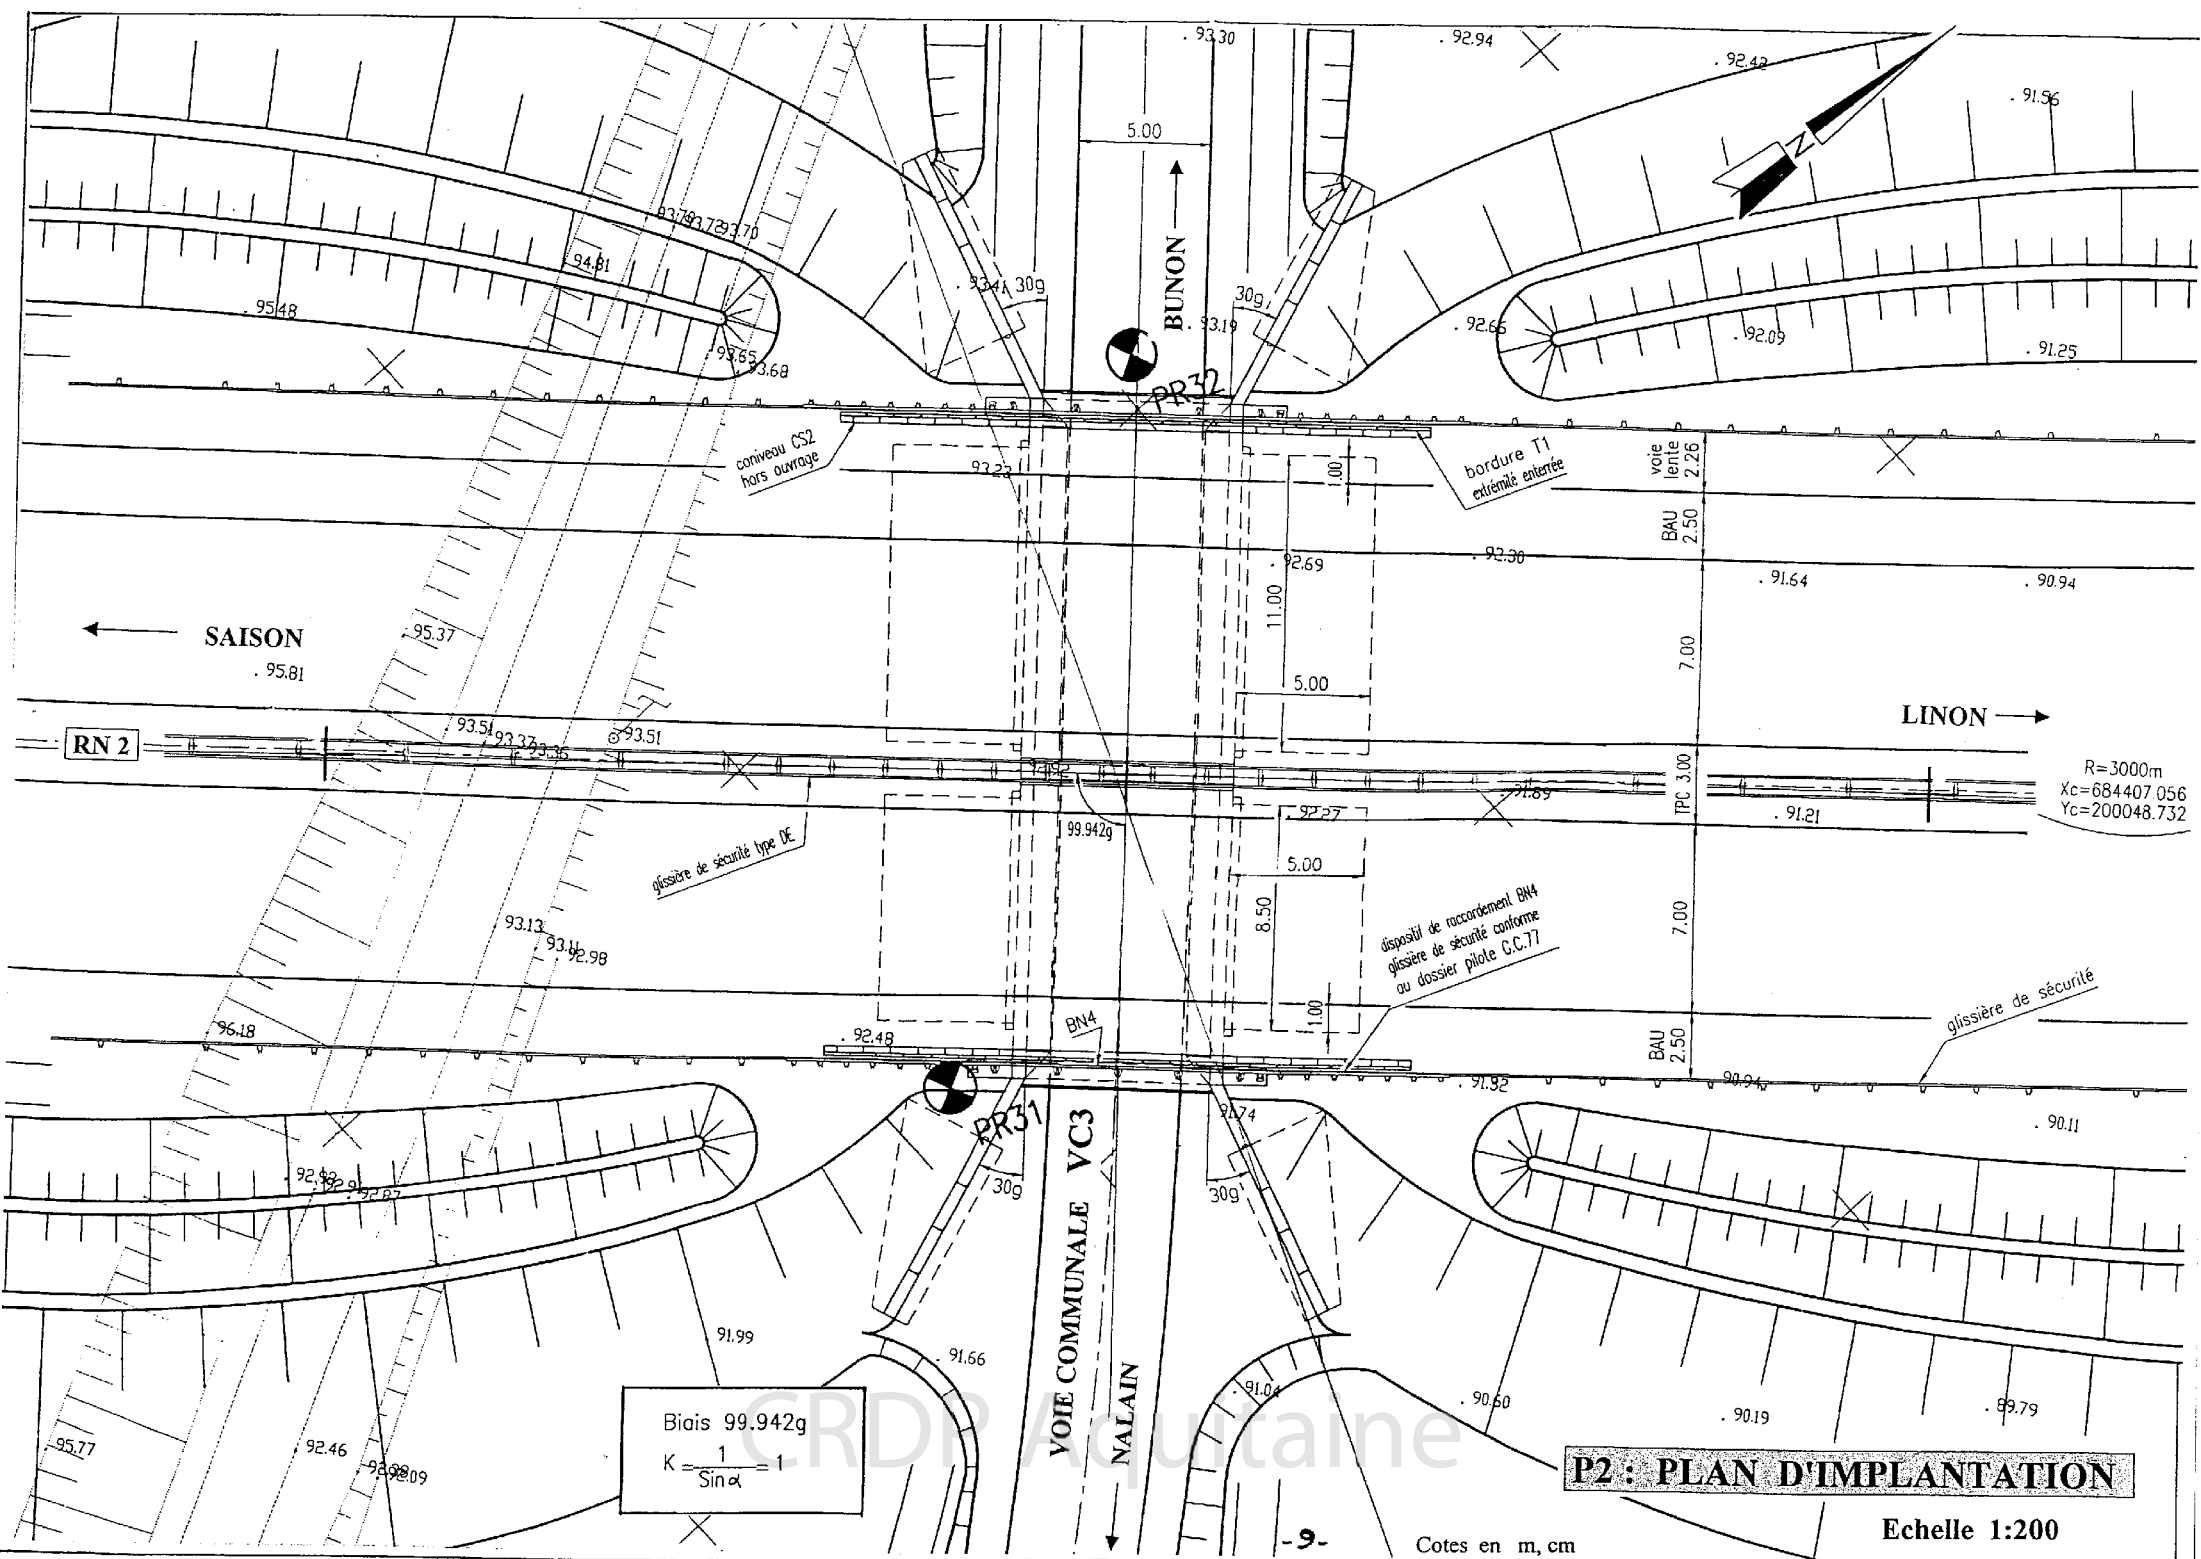 . 93.30
. 92.94
. 92.42
. 91.56
5.00
N
BUNON
93.78
93.72
93.70
94.81
. 95.48
. 93.41
30g
30g
. 93.19
. 92.66
. 92.09
. 91.25
93.65
93.68
PR32
coniveau CS2
hors ouvrage
93.23
1.00
bordure T1
extrémité enterrée
voie
lente
2.26
BAU
2.50
. 92.69
. 92.30
. 91.64
. 90.94
11.00
SAISON
. 95.37
. 95.81
7.00
5.00
LINON
RN 2
93.51
93.37
93.36
93.51
TPC 3.00
R=3000m
Xc=684407.056
Yc=200048.732
91.89
. 92.27
. 91.21
99.942g
glissière de sécurité type DE
5.00
8.50
7.00
dispositif de raccordement BN4
glissière de sécurité conforme
au dossier pilote G.C.77
. 93.13
. 93.11
. 92.98
1.00
glissière de sécurité
. 96.18
. 92.48
BN4
BAU
2.50
. 91.82
90.94
PR31
91.74
. 90.11
30g
30g
. 92.98
. 92.87
VOIE COMMUNALE VC3
. 91.99
. 91.66
NALAIN
. 91.04
. 90.60
. 90.19
. 89.79
Biais 99.942g
K = 1 / Sin α = 1
CRDP Aquitaine
. 95.77
. 92.46
92.09
P2 : PLAN D'IMPLANTATION
Echelle 1:200
-9-
Cotes en m, cm